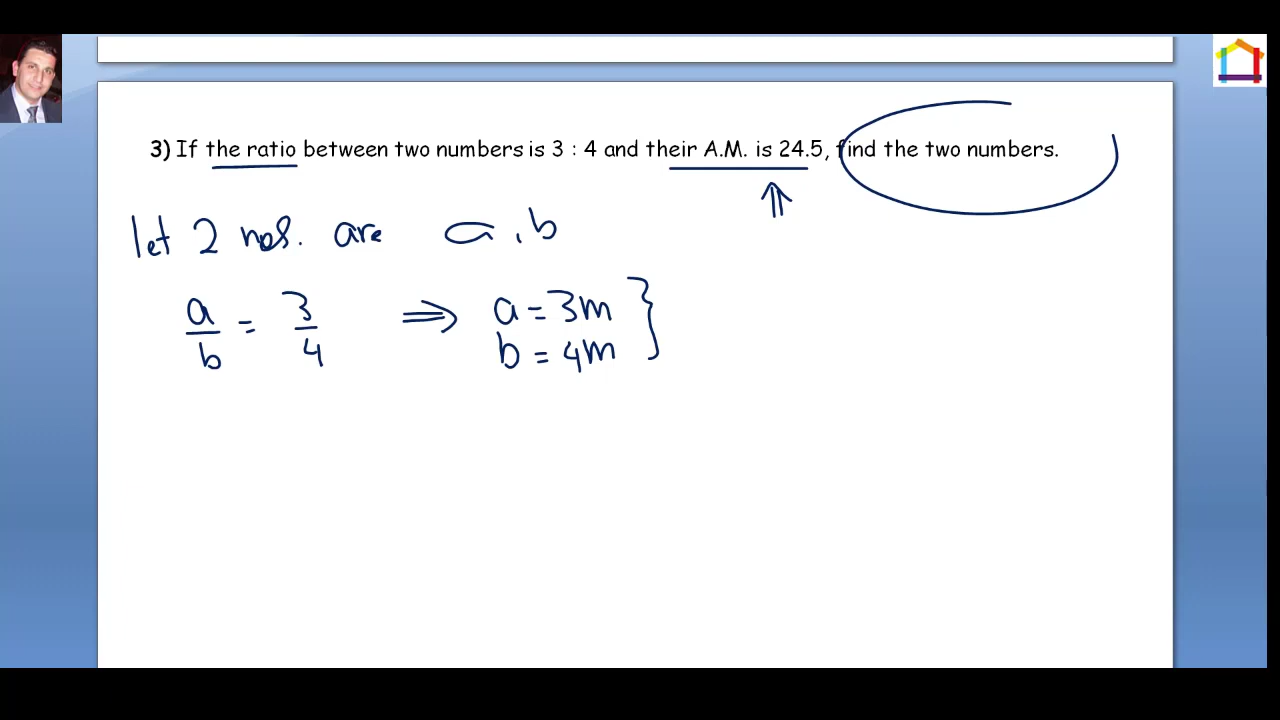 3) If the ratio between two numbers is 3 : 4 and their A.M. is 24.5, find the two numbers.
let 2 nos. are a, b
a/b = 3/4 ⇒ a = 3m
b = 4m }